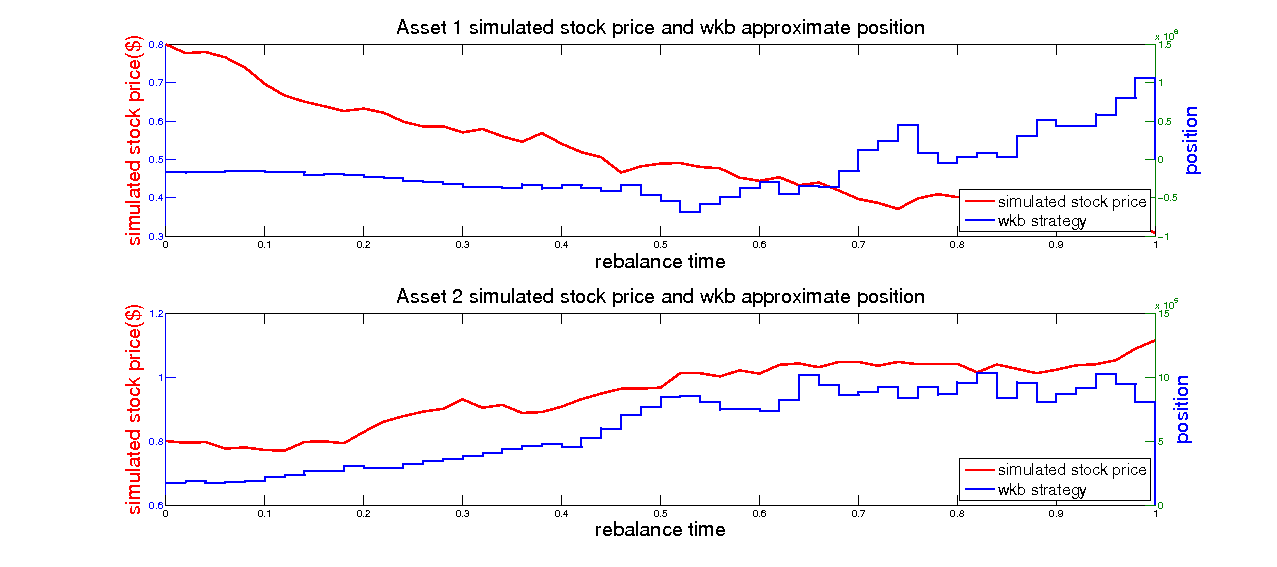 Asset 1 simulated stock price and wkb approximate position
x 10^6
simulated stock price($)
0.8
0.7
0.6
0.5
0.4
0.3
1.5
1
0.5
0
−0.5
−1
position
simulated stock price
wkb strategy
0 0.1 0.2 0.3 0.4 0.5 0.6 0.7 0.8 0.9 1
rebalance time
Asset 2 simulated stock price and wkb approximate position
x 10^5
simulated stock price($)
1.2
1
0.8
0.6
15
10
5
0
position
simulated stock price
wkb strategy
0 0.1 0.2 0.3 0.4 0.5 0.6 0.7 0.8 0.9 1
rebalance time